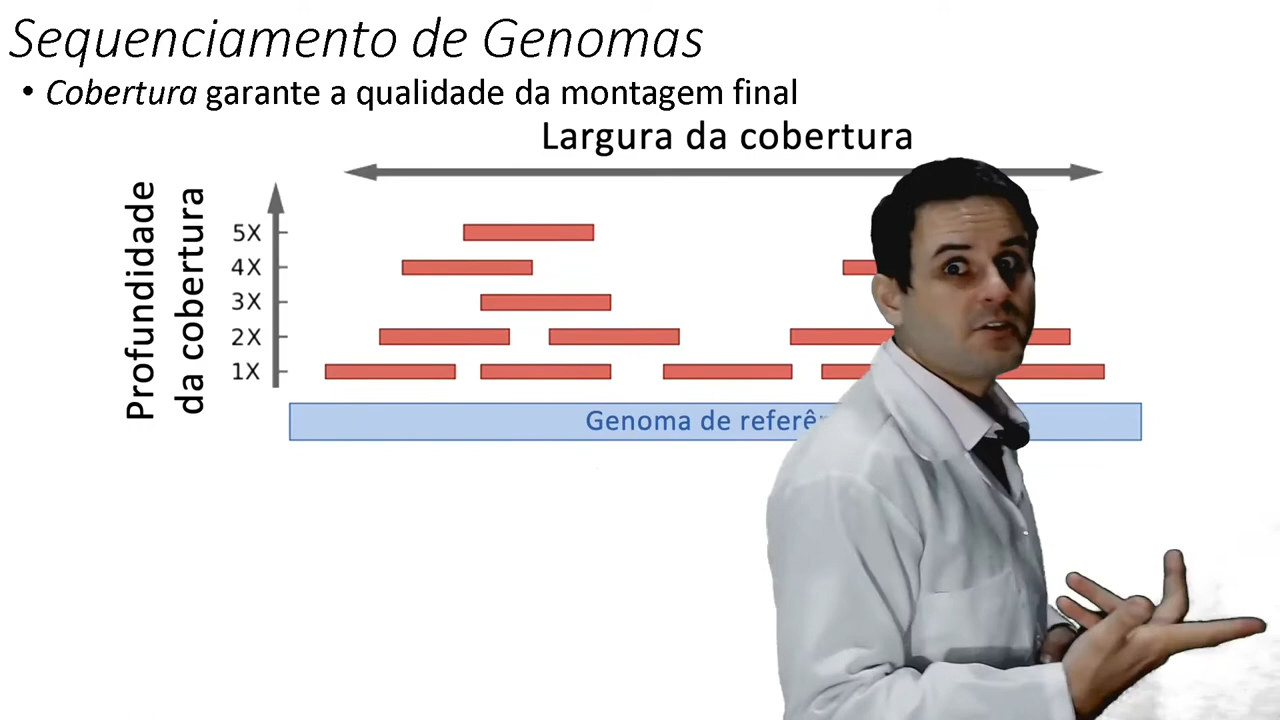 Sequenciamento de Genomas
• Cobertura garante a qualidade da montagem final
Largura da cobertura
Profundidade
da cobertura
5X
4X
3X
2X
1X
Genoma de